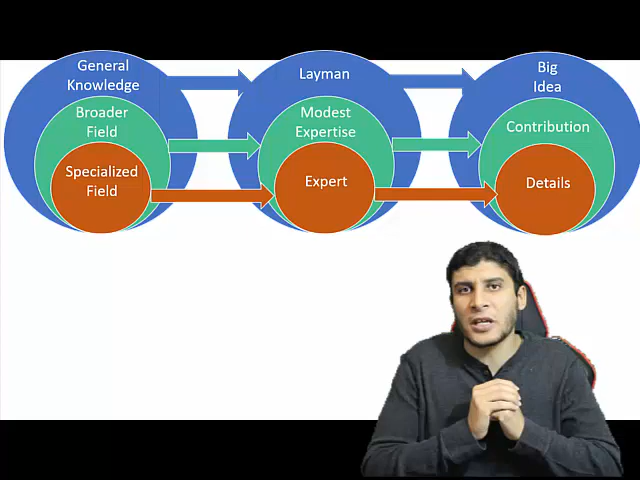 General
Knowledge
Broader
Field
Specialized
Field
Layman
Modest
Expertise
Expert
Big
Idea
Contribution
Details